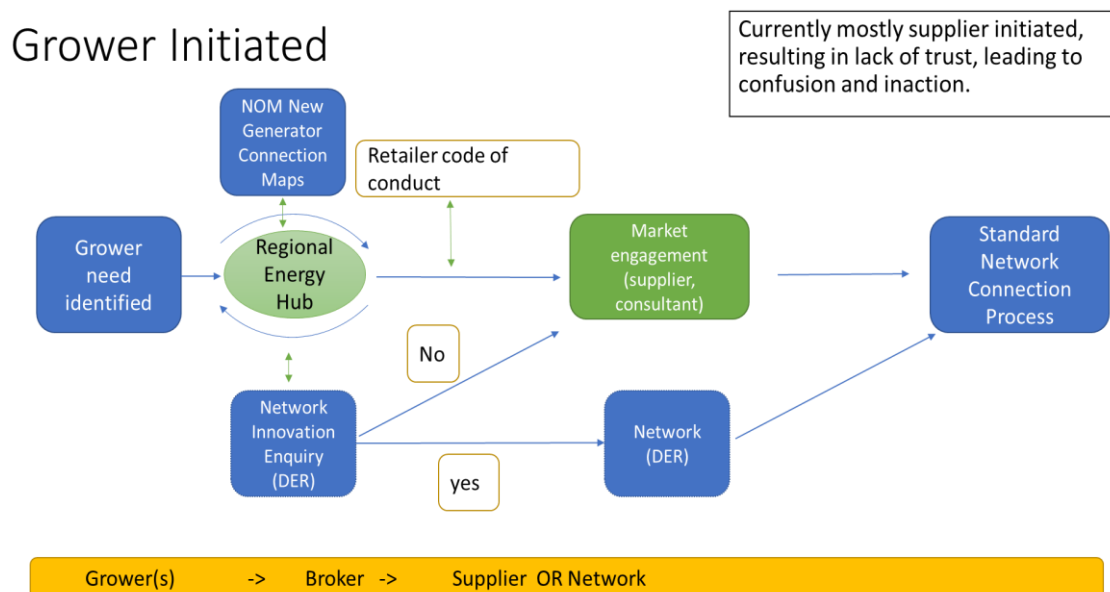 Grower Initiated
Currently mostly supplier initiated,
resulting in lack of trust, leading to
confusion and inaction.
NOM New
Generator
Connection
Maps
Retailer code of
conduct
Grower
need
identified
Regional
Energy
Hub
Market
engagement
(supplier,
consultant)
Standard
Network
Connection
Process
No
Network
Innovation
Enquiry
(DER)
yes
Network
(DER)
Grower(s) -> Broker -> Supplier OR Network